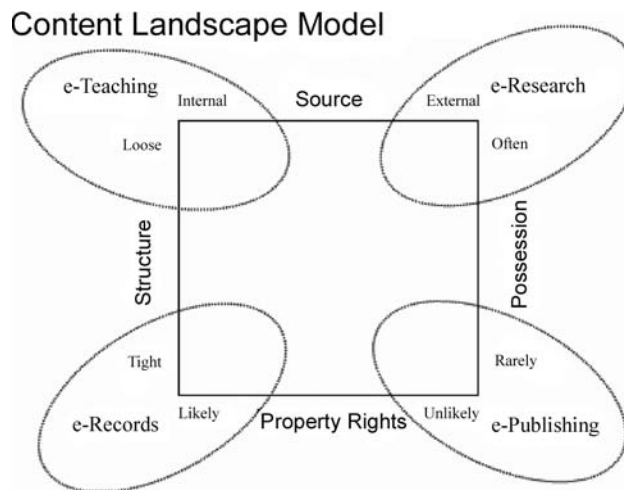 Content Landscape Model
e-Teaching
Internal
Source
External
e-Research
Loose
Often
Structure
Possession
Tight
Rarely
e-Records
Likely
Property Rights
Unlikely
e-Publishing